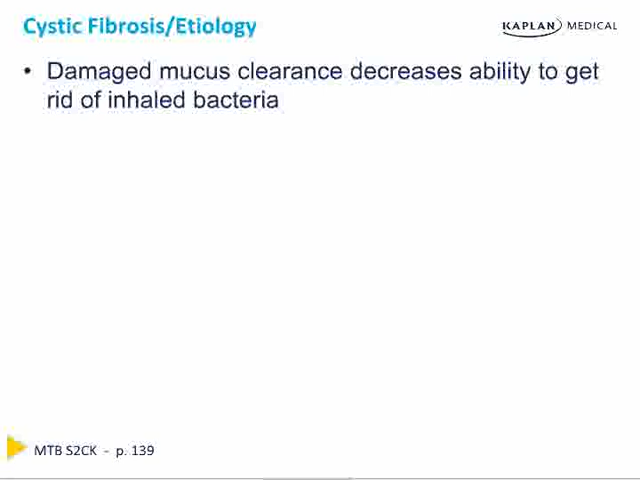 Cystic Fibrosis/Etiology
KAPLAN MEDICAL
• Damaged mucus clearance decreases ability to get
rid of inhaled bacteria
MTB S2CK - p. 139